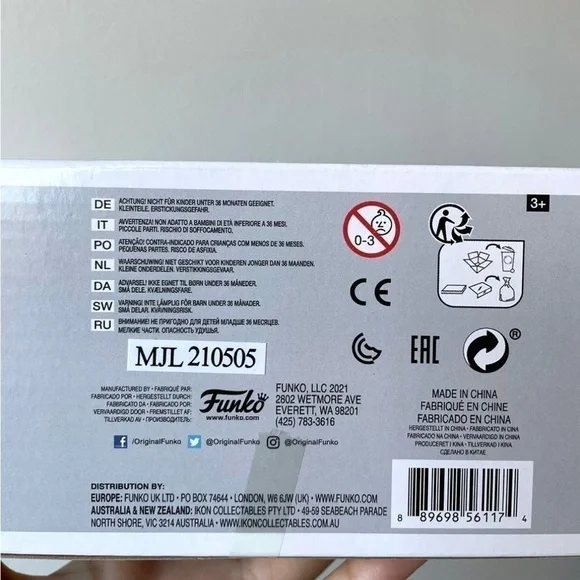 DE ACHTUNG! NICHT FÜR KINDER UNTER 36 MONATEN GEEIGNET.
KLEINTEILE, ERSTICKUNGSGEFAHR.
IT AVVERTENZA! NON ADATTO A BAMBINI DI ETÀ INFERIORE A 36 MESI.
PICCOLE PARTI. RISCHIO DI SOFFOCAMENTO.
PO ATENÇÃO! CONTRA-INDICADO PARA CRIANÇAS COM MENOS DE 36 MESES.
PEQUENAS PARTES. RISCO DE ASFIXIA.
NL WAARSCHUWING! NIET GESCHIKT VOOR KINDEREN JONGER DAN 36 MAANDEN.
KLEINE ONDERDELEN. VERSTIKKINGSGEVAAR.
DA ADVARSEL! IKKE EGNET TIL BØRN UNDER 36 MÅNEDER.
SMÅ DELE. KVÆLNINGSFARE.
SW VARNING! INTE LÄMPLIG FÖR BARN UNDER 36 MÅNADER.
SMÅ DELAR. KVÄVNINGSRISK.
RU ВНИМАНИЕ! НЕ ПРИГОДНО ДЛЯ ДЕТЕЙ МЛАДШЕ 36 МЕСЯЦЕВ.
МЕЛКИЕ ЧАСТИ. ОПАСНОСТЬ УДУШЬЯ.
0-3
3+
CE
EAC
®
MJL 210505
MANUFACTURED BY • FABRIQUÉ PAR:
FABRICADO POR • HERGESTELLT DURCH:
FABBRICATO DA • FABRICADO POR:
VERVAARDIGD DOOR • FREMSTILLET AF:
TILLVERKAD AV • ПРОИЗВОДИТЕЛЬ:
Funko
FUNKO, LLC 2021
2802 WETMORE AVE
EVERETT, WA 98201
(425) 783-3616
MADE IN CHINA
FABRIQUÉ EN CHINE
FABRICADO EN CHINA
HERGESTELLT IN CHINA • FABBRICATO IN CINA
FABRICADO NA CHINA • VERVAARDIGD IN CHINA
PRODUCERET I KINA • TILLVERKAD I KINA
СДЕЛАНО В КИТАЕ
/OriginalFunko @OriginalFunko @OriginalFunko
DISTRIBUTION BY:
EUROPE: FUNKO UK LTD • PO BOX 74644 • LONDON, W6 6JW (UK) • WWW.FUNKO.COM
AUSTRALIA & NEW ZEALAND: IKON COLLECTABLES PTY LTD • 49-59 SEABEACH PARADE
NORTH SHORE, VIC 3214 AUSTRALIA • WWW.IKONCOLLECTABLES.COM.AU
8 89698 56117 4